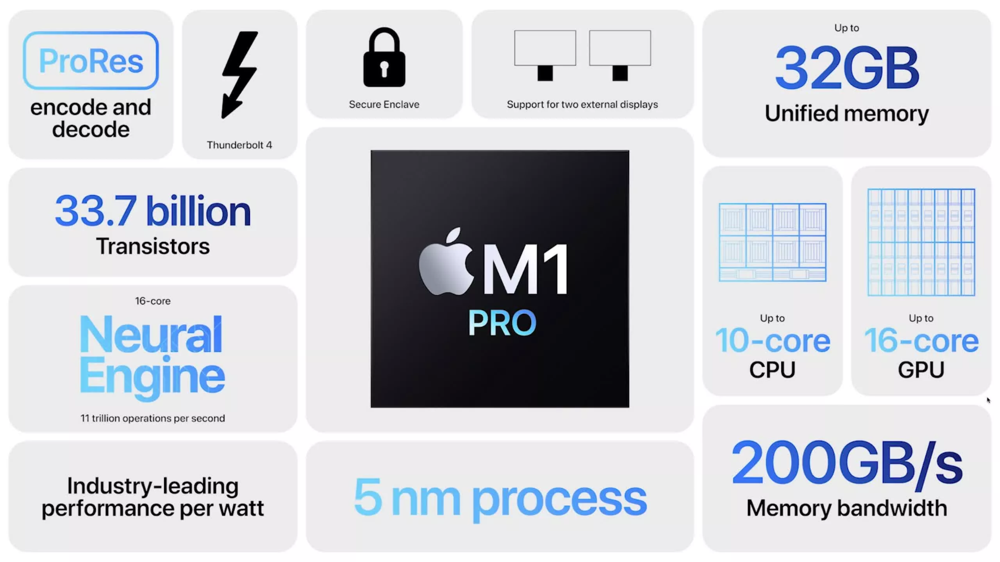 ProRes
encode and
decode
Thunderbolt 4
Secure Enclave
Support for two external displays
Up to
32GB
Unified memory
33.7 billion
Transistors
M1
PRO
Up to
10-core
CPU
Up to
16-core
GPU
16-core
Neural
Engine
11 trillion operations per second
Industry-leading
performance per watt
5 nm process
200GB/s
Memory bandwidth